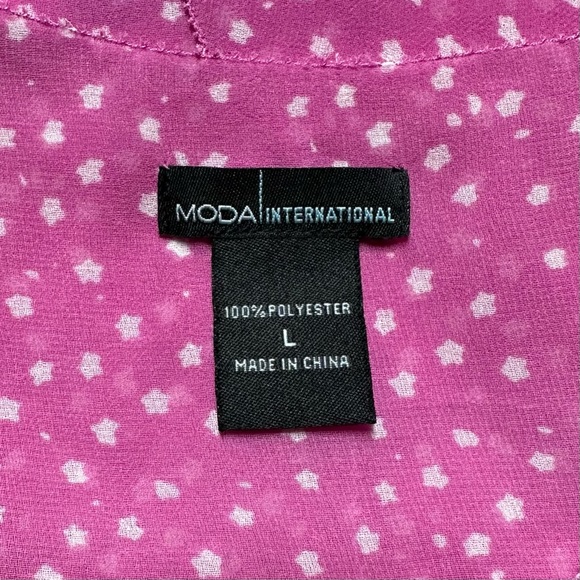 MODA INTERNATIONAL
100% POLYESTER
L
MADE IN CHINA